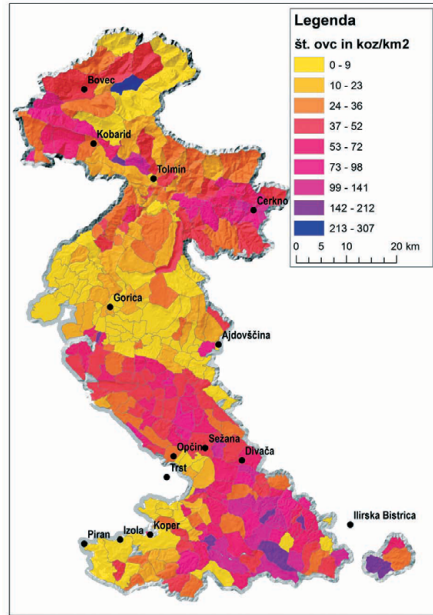 Legenda
št. ovc in koz/km2
0 - 9
10 - 23
24 - 36
37 - 52
53 - 72
73 - 98
99 - 141
142 - 212
213 - 307
0 10 20 km
Bovec
Kobarid
Tolmin
Cerkno
Gorica
Ajdovščina
Sežana
Opčine
Divača
Trst
Ilirska Bistrica
Koper
Izola
Piran